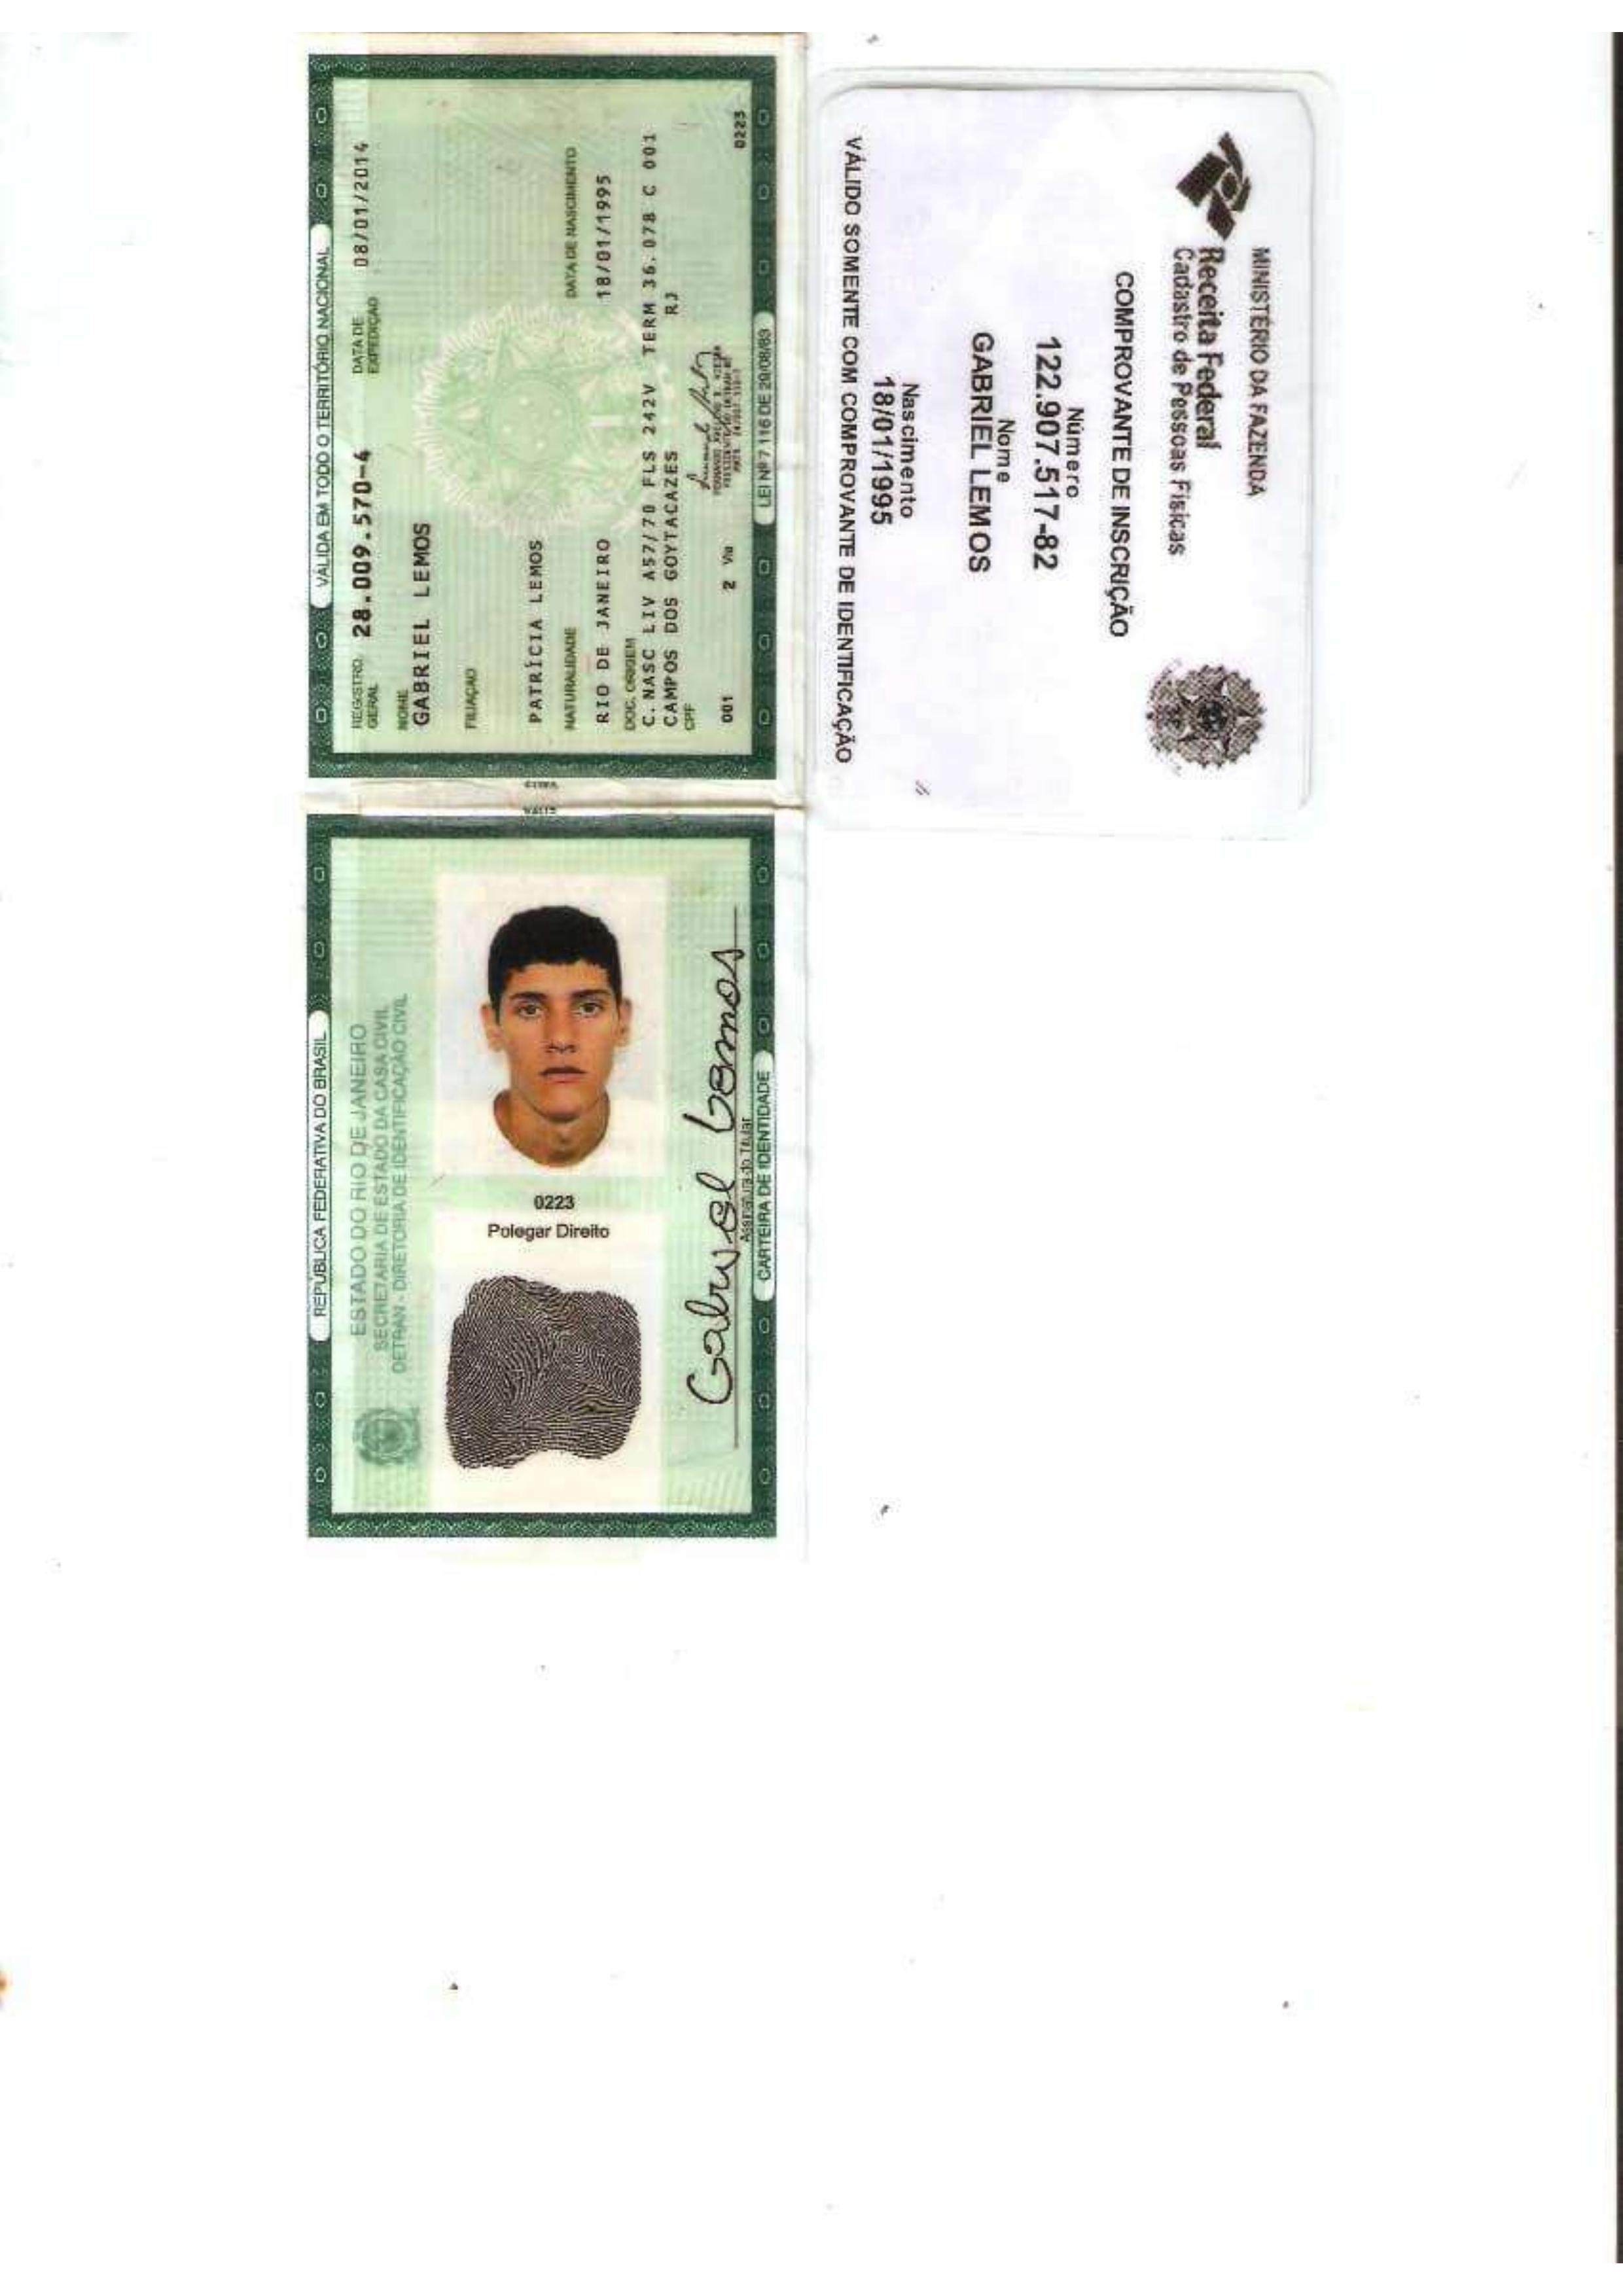 VÁLIDA EM TODO O TERRITÓRIO NACIONAL
REGISTRO GERAL 28.009.570-4 DATA DE EXPEDIÇÃO 08/01/2014
NOME
GABRIEL LEMOS
FILIAÇÃO
PATRÍCIA LEMOS
NATURALIDADE DATA DE NASCIMENTO
RIO DE JANEIRO 18/01/1995
DOC. ORIGEM
C.NASC LIV A57/70 FLS 242V TERM 36.078 C 001
CAMPOS DOS GOYTACAZES RJ
CPF
001 2 Via 0223
LEI Nº 7.116 DE 29/08/83
REPÚBLICA FEDERATIVA DO BRASIL
ESTADO DO RIO DE JANEIRO
SECRETARIA DE ESTADO DA CASA CIVIL
DETRAN - DIRETORIA DE IDENTIFICAÇÃO CIVIL
0223
Polegar Direito
Gabriel Lemos
Assinatura do Titular
CARTEIRA DE IDENTIDADE
MINISTÉRIO DA FAZENDA
Receita Federal
Cadastro de Pessoas Físicas
COMPROVANTE DE INSCRIÇÃO
Número
122.907.517-82
Nome
GABRIEL LEMOS
Nascimento
18/01/1995
VÁLIDO SOMENTE COM COMPROVANTE DE IDENTIFICAÇÃO